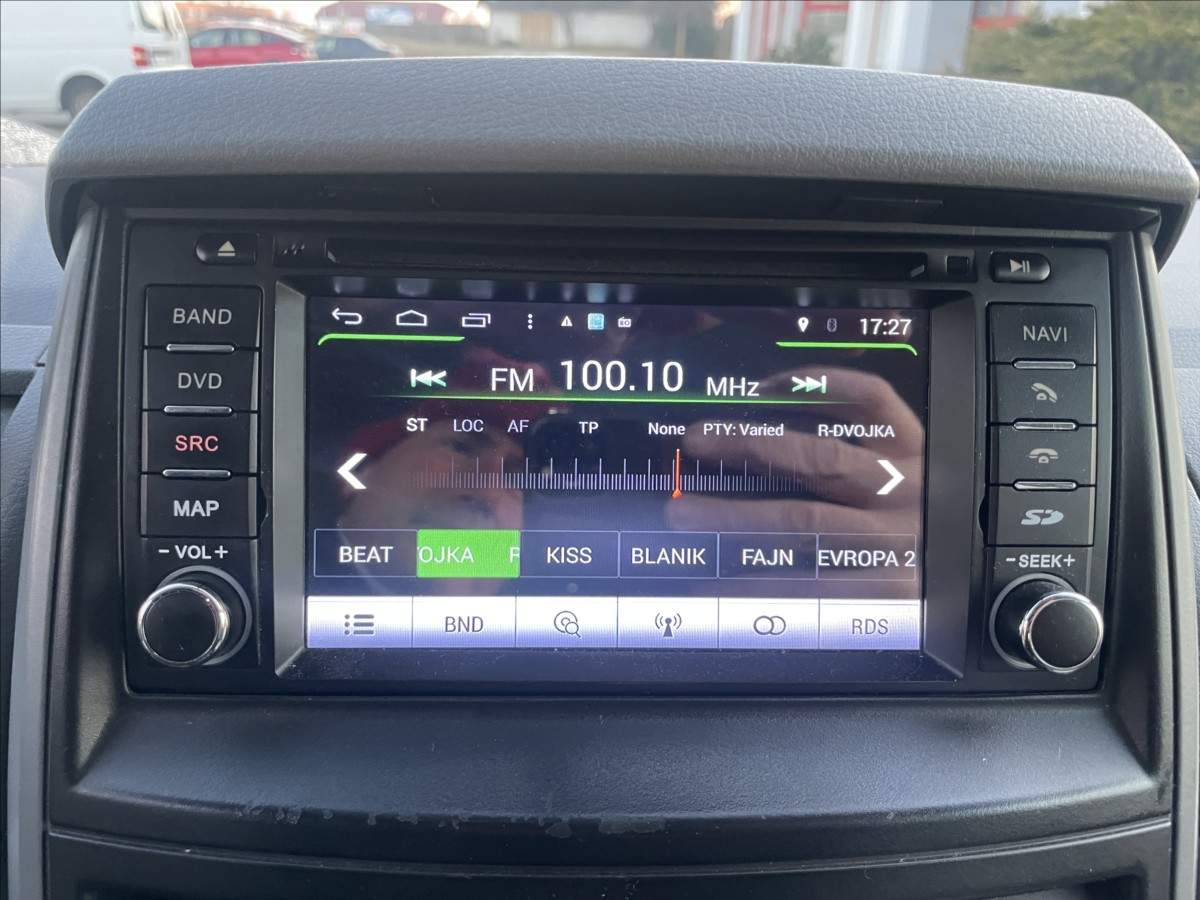 BAND
DVD
SRC
MAP
- VOL +
17:27
FM 100.10 MHz
ST LOC AF TP None PTY: Varied R-DVOJKA
BEAT OJKA KISS BLANIK FAJN EVROPA 2
BND RDS
NAVI
SD
- SEEK +